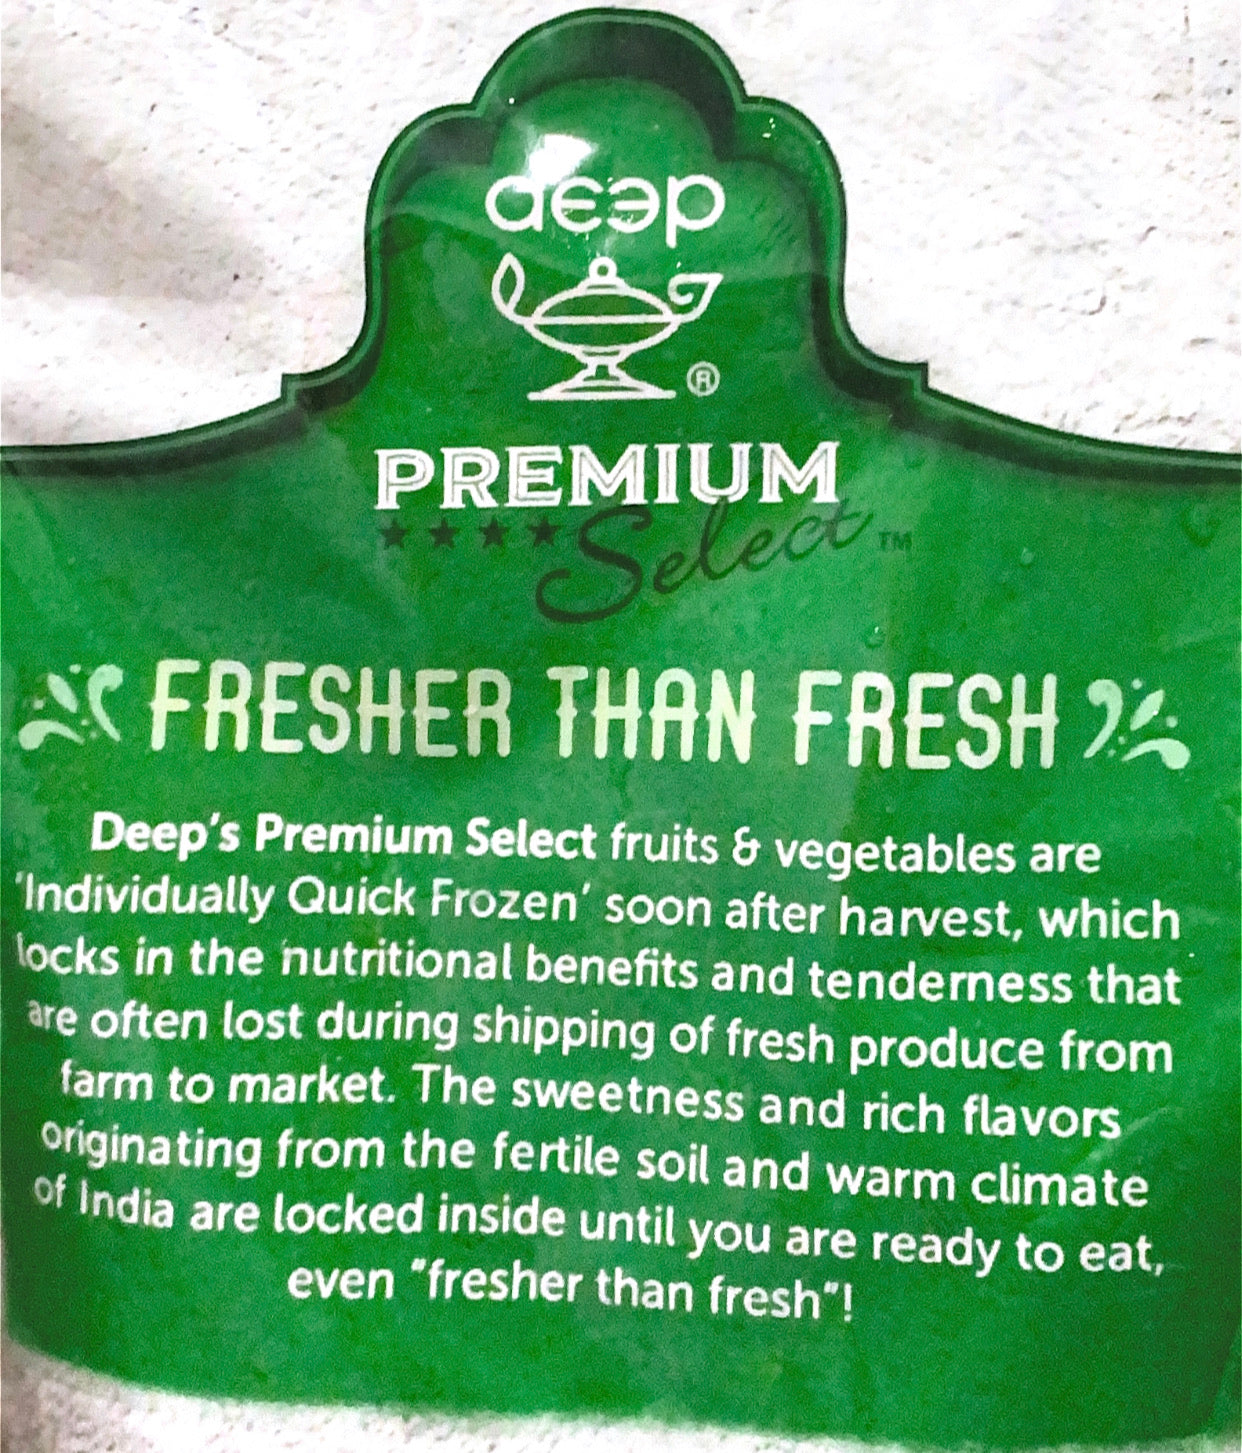 deep
®
PREMIUM
Select™
FRESHER THAN FRESH
Deep's Premium Select fruits & vegetables are
'Individually Quick Frozen' soon after harvest, which
locks in the nutritional benefits and tenderness that
are often lost during shipping of fresh produce from
farm to market. The sweetness and rich flavors
originating from the fertile soil and warm climate
of India are locked inside until you are ready to eat,
even "fresher than fresh"!